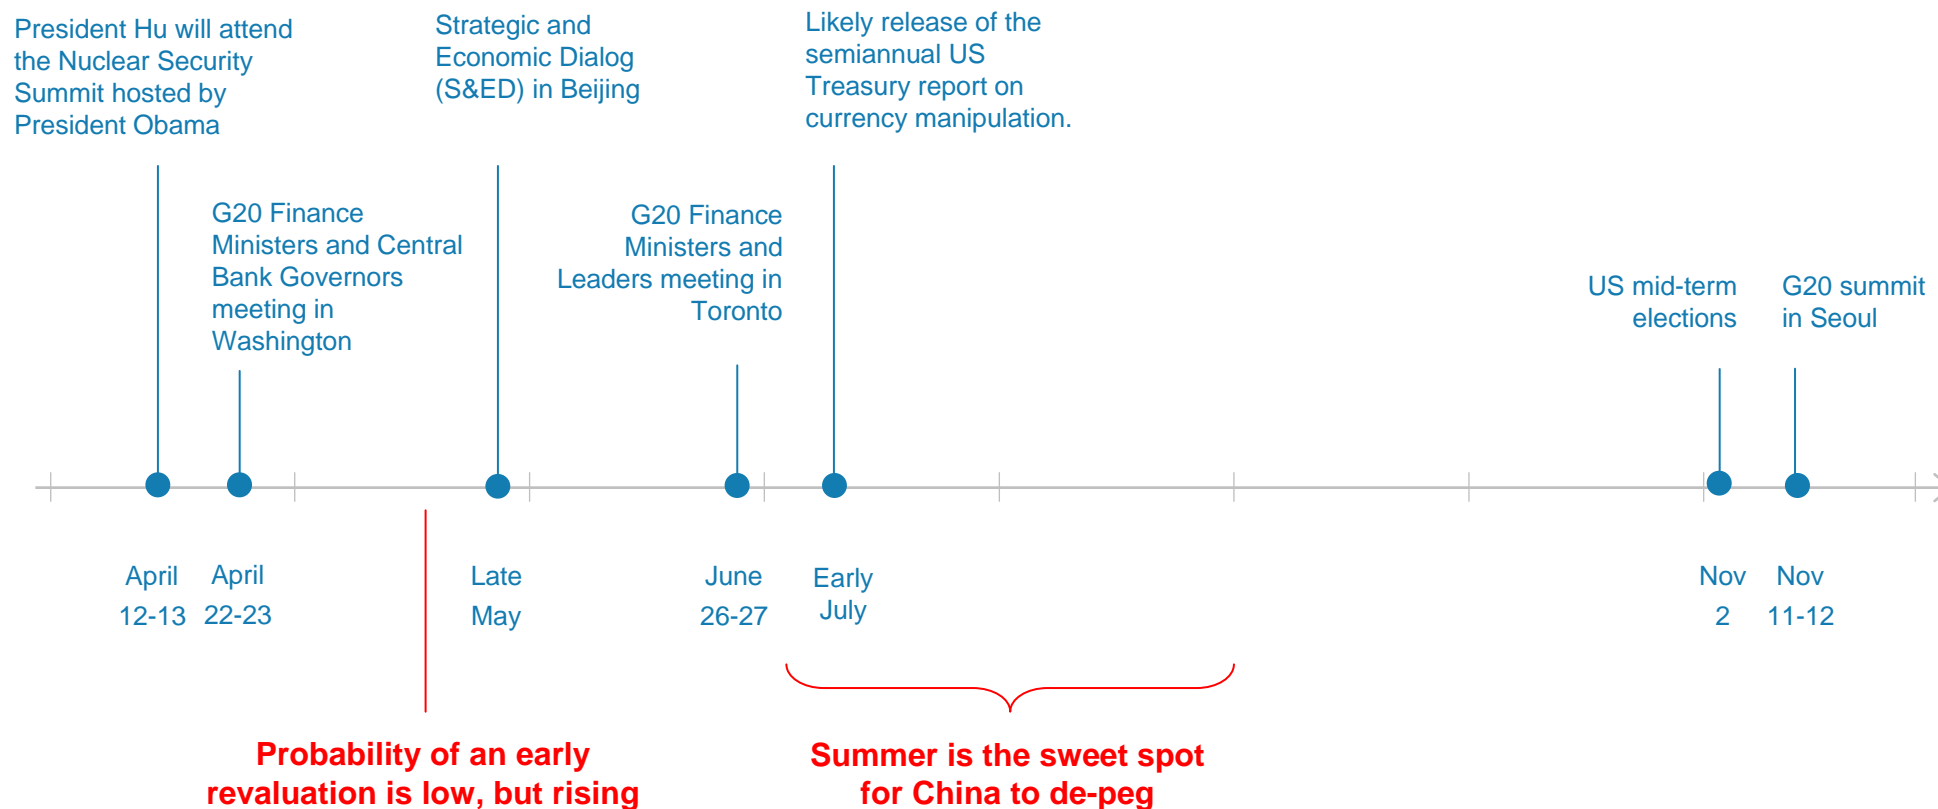 President Hu will attend
the Nuclear Security
Summit hosted by
President Obama
Strategic and
Economic Dialog
(S&ED) in Beijing
Likely release of the
semiannual US
Treasury report on
currency manipulation.
G20 Finance
Ministers and Central
Bank Governors
meeting in
Washington
G20 Finance
Ministers and
Leaders meeting in
Toronto
US mid-term
elections
G20 summit
in Seoul
April
12-13
April
22-23
Late
May
June
26-27
Early
July
Nov
2
Nov
11-12
Probability of an early
revaluation is low, but rising
Summer is the sweet spot
for China to de-peg